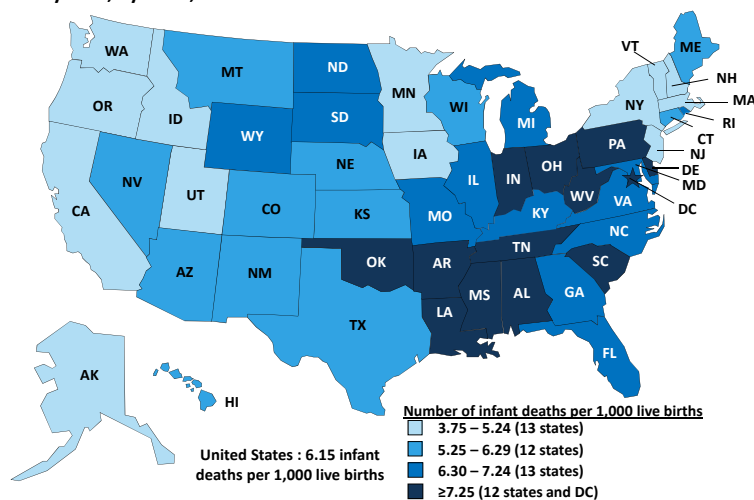 WA
MT
ND
MN
OR
ID
WY
SD
WI
MI
NY
VT
ME
NH
MA
RI
CT
NJ
DE
MD
DC
PA
IA
NE
NV
UT
CO
CA
KS
MO
IL
IN
OH
WV
VA
KY
NC
TN
SC
AZ
NM
OK
AR
MS
AL
GA
LA
TX
FL
AK
HI
United States : 6.15 infant
deaths per 1,000 live births
Number of infant deaths per 1,000 live births
3.75 – 5.24 (13 states)
5.25 – 6.29 (12 states)
6.30 – 7.24 (13 states)
≥7.25 (12 states and DC)